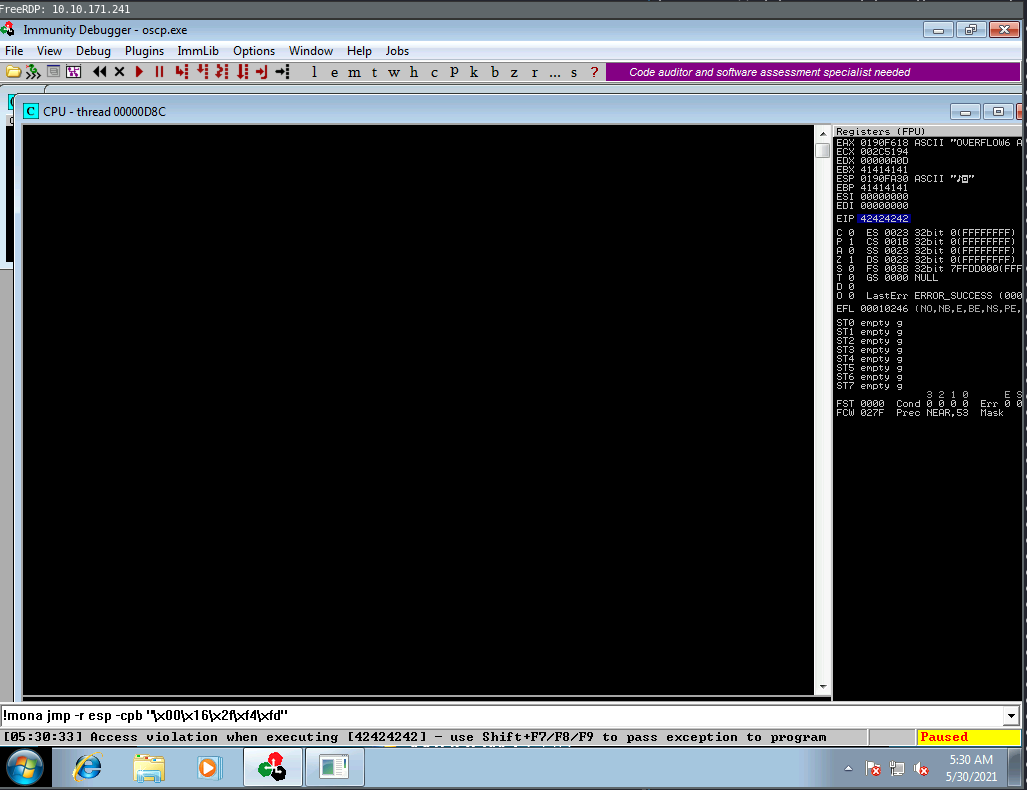 FreeRDP: 10.10.171.241
Immunity Debugger - oscp.exe
File View Debug Plugins ImmLib Options Window Help Jobs
l e m t w h c P k b z r ... s ?
Code auditor and software assessment specialist needed
C CPU - thread 00000D8C
Registers (FPU)
EAX 0190F618 ASCII "OVERFLOW6 A
ECX 002C5194
EDX 00000A0D
EBX 41414141
ESP 0190FA30 ASCII "
EBP 41414141
ESI 00000000
EDI 00000000
EIP 42424242
C 0 ES 0023 32bit 0(FFFFFFFF)
P 1 CS 001B 32bit 0(FFFFFFFF)
A 0 SS 0023 32bit 0(FFFFFFFF)
Z 1 DS 0023 32bit 0(FFFFFFFF)
S 0 FS 003B 32bit 7FFDD000(FFF
T 0 GS 0000 NULL
D 0
O 0 LastErr ERROR_SUCCESS (000
EFL 00010246 (NO,NB,E,BE,NS,PE,
ST0 empty g
ST1 empty g
ST2 empty g
ST3 empty g
ST4 empty g
ST5 empty g
ST6 empty g
ST7 empty g
3 2 1 0 E S
FST 0000 Cond 0 0 0 0 Err 0 0
FCW 027F Prec NEAR,53 Mask
!mona jmp -r esp -cpb "\x00\x16\x2f\xf4\xfd"
[05:30:33] Access violation when executing [42424242] - use Shift+F7/F8/F9 to pass exception to program
Paused
5:30 AM
5/30/2021